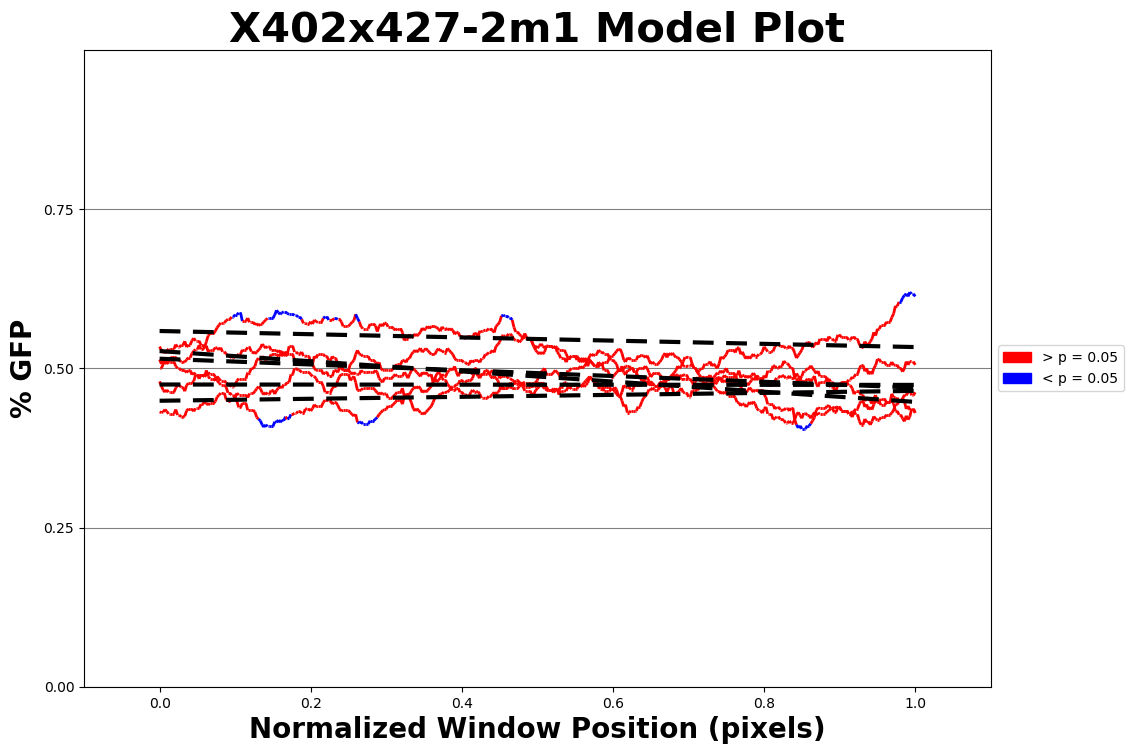 X402x427-2m1 Model Plot
% GFP
0.75
0.50
0.25
0.00
> p = 0.05
< p = 0.05
0.0 0.2 0.4 0.6 0.8 1.0
Normalized Window Position (pixels)